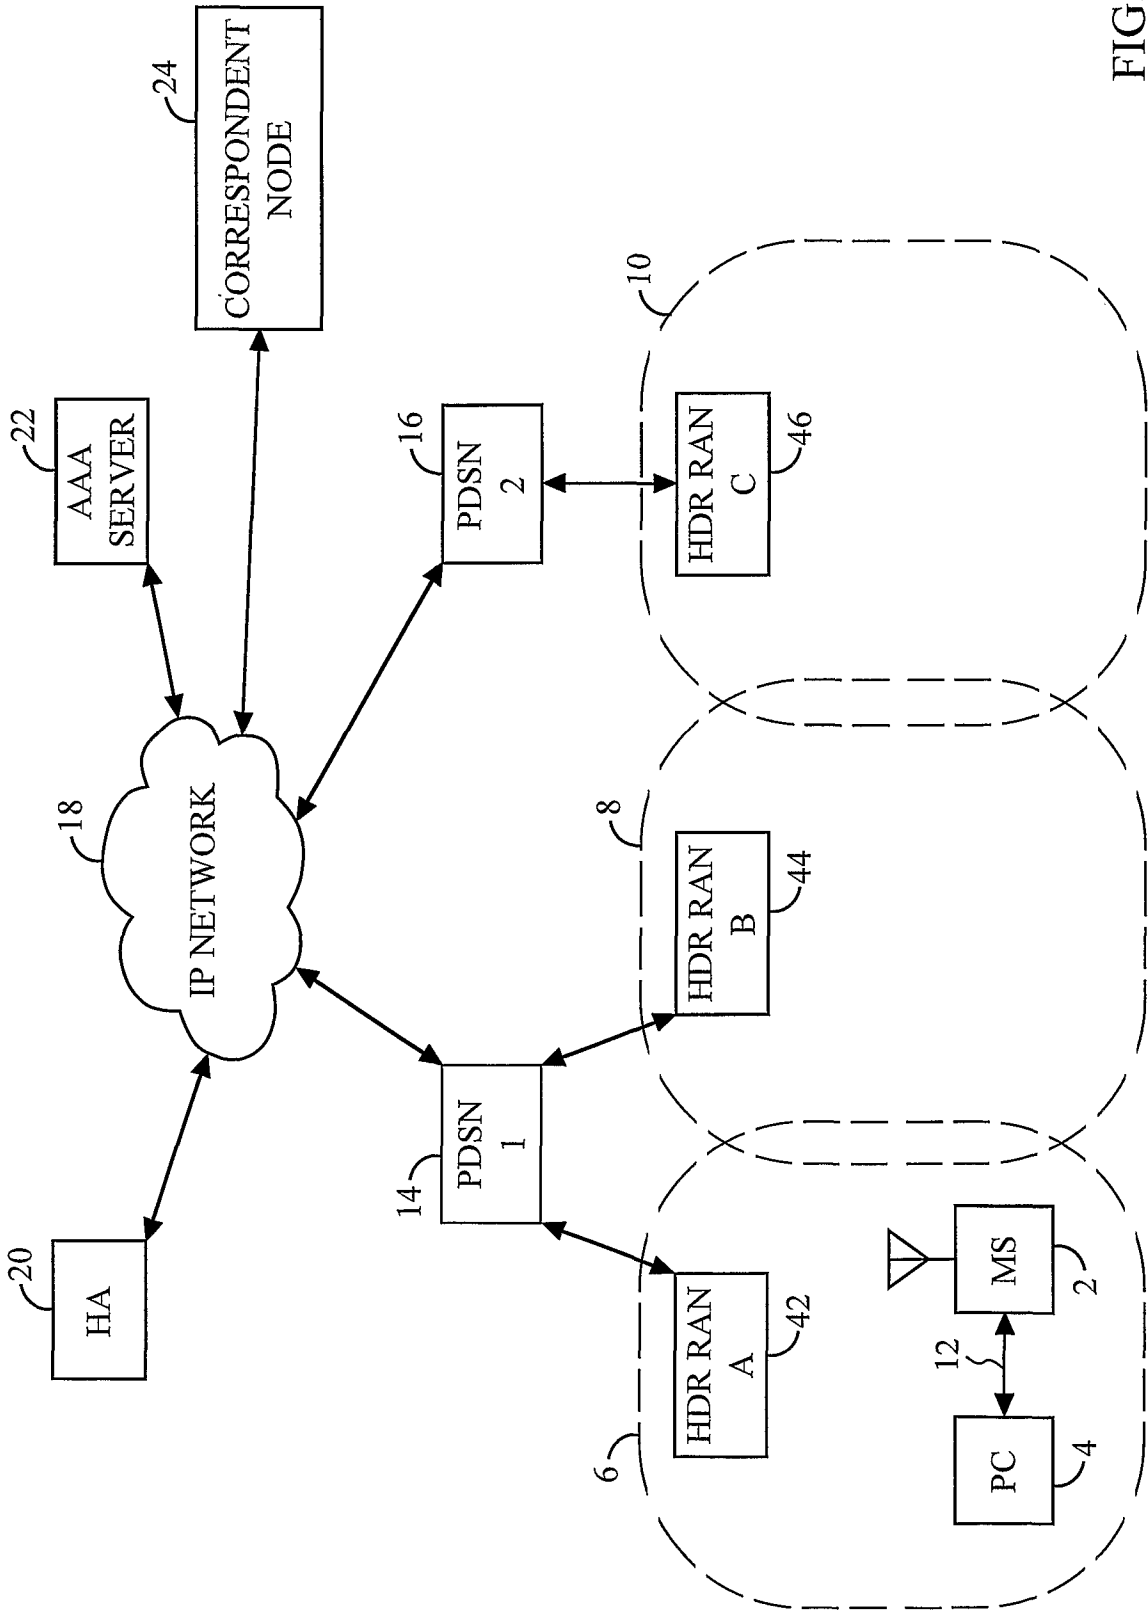 20
HA
18
IP NETWORK
22
AAA
SERVER
24
CORRESPONDENT
NODE
14
PDSN
1
16
PDSN
2
6
HDR RAN
A
42
8
HDR RAN
B
44
10
HDR RAN
C
46
PC
4
12
MS
2
FIG